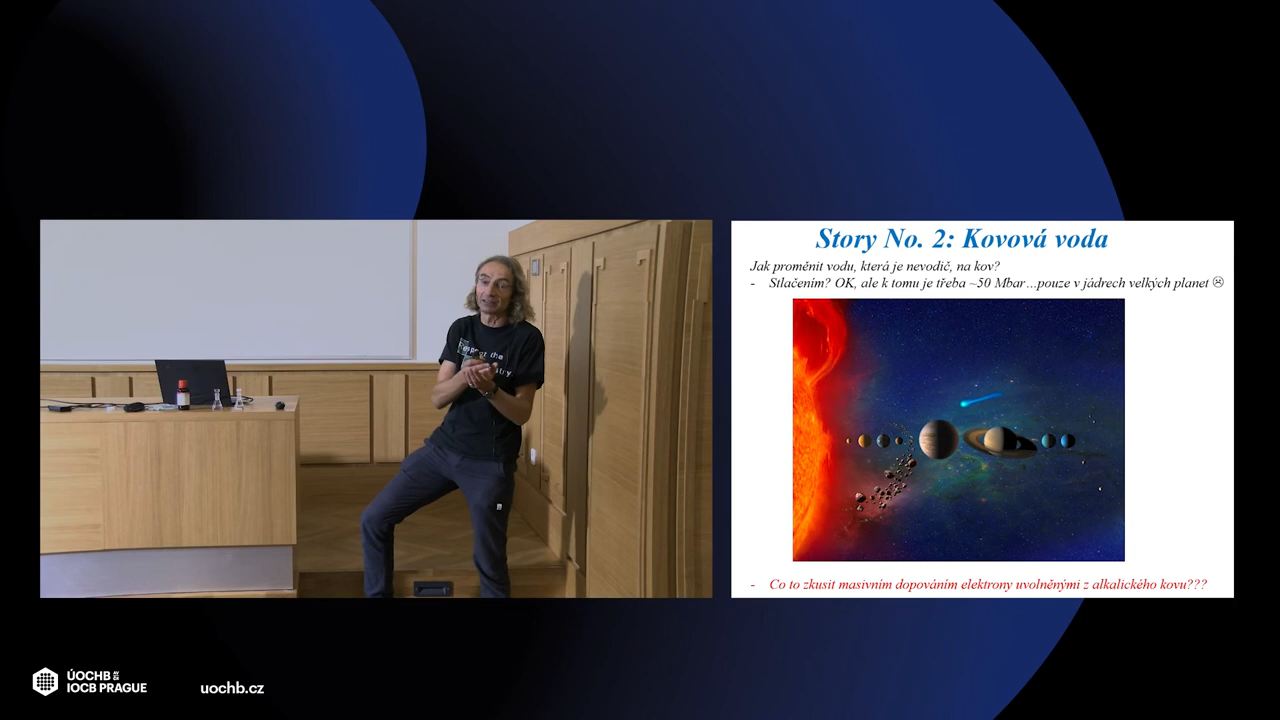 Story No. 2: Kovová voda
Jak proměnit vodu, která je nevodič, na kov?
- Stlačením? OK, ale k tomu je třeba ~50 Mbar…pouze v jádrech velkých planet ☹
- Co to zkusit masivním dopováním elektrony uvolněnými z alkalického kovu???
the
ÚOCHB
IOCB PRAGUE
uochb.cz